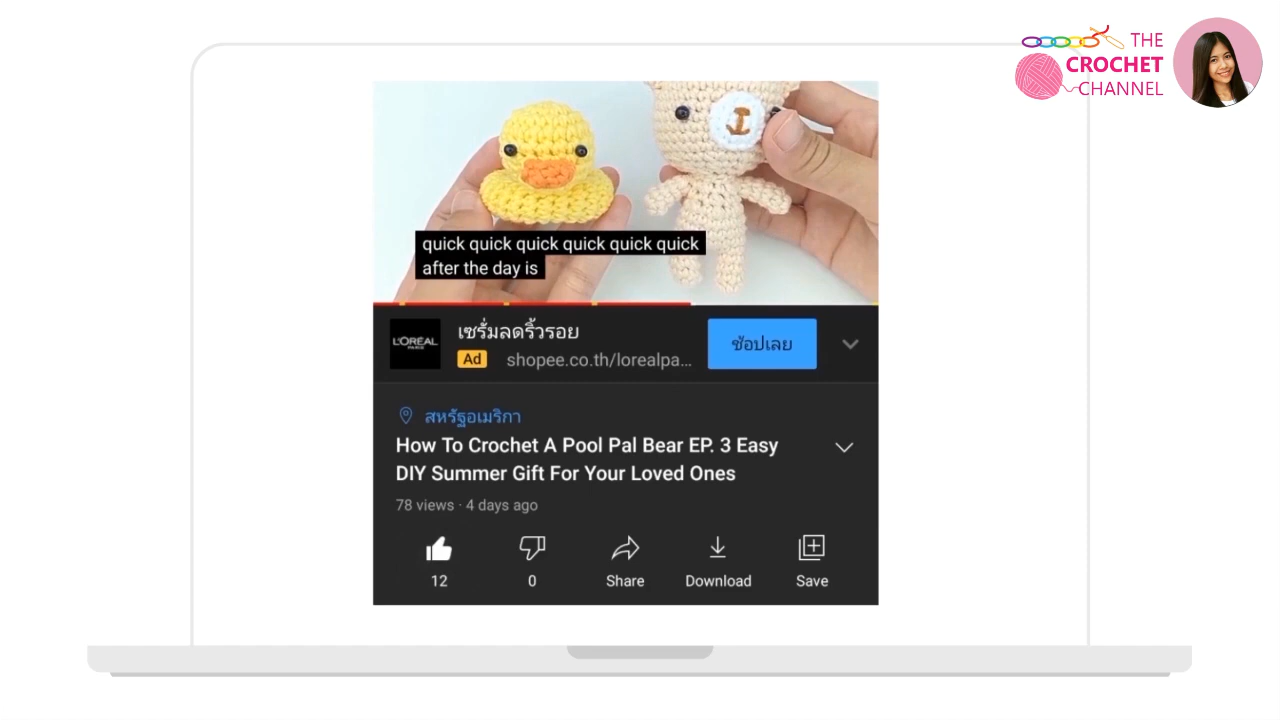 THE
CROCHET
CHANNEL
quick quick quick quick quick quick
after the day is
L'ORÉAL
PARIS
เซรั่มลดริ้วรอย
Ad shopee.co.th/lorealpa...
ช้อปเลย
สหรัฐอเมริกา
How To Crochet A Pool Pal Bear EP. 3 Easy
DIY Summer Gift For Your Loved Ones
78 views · 4 days ago
12
0
Share
Download
Save